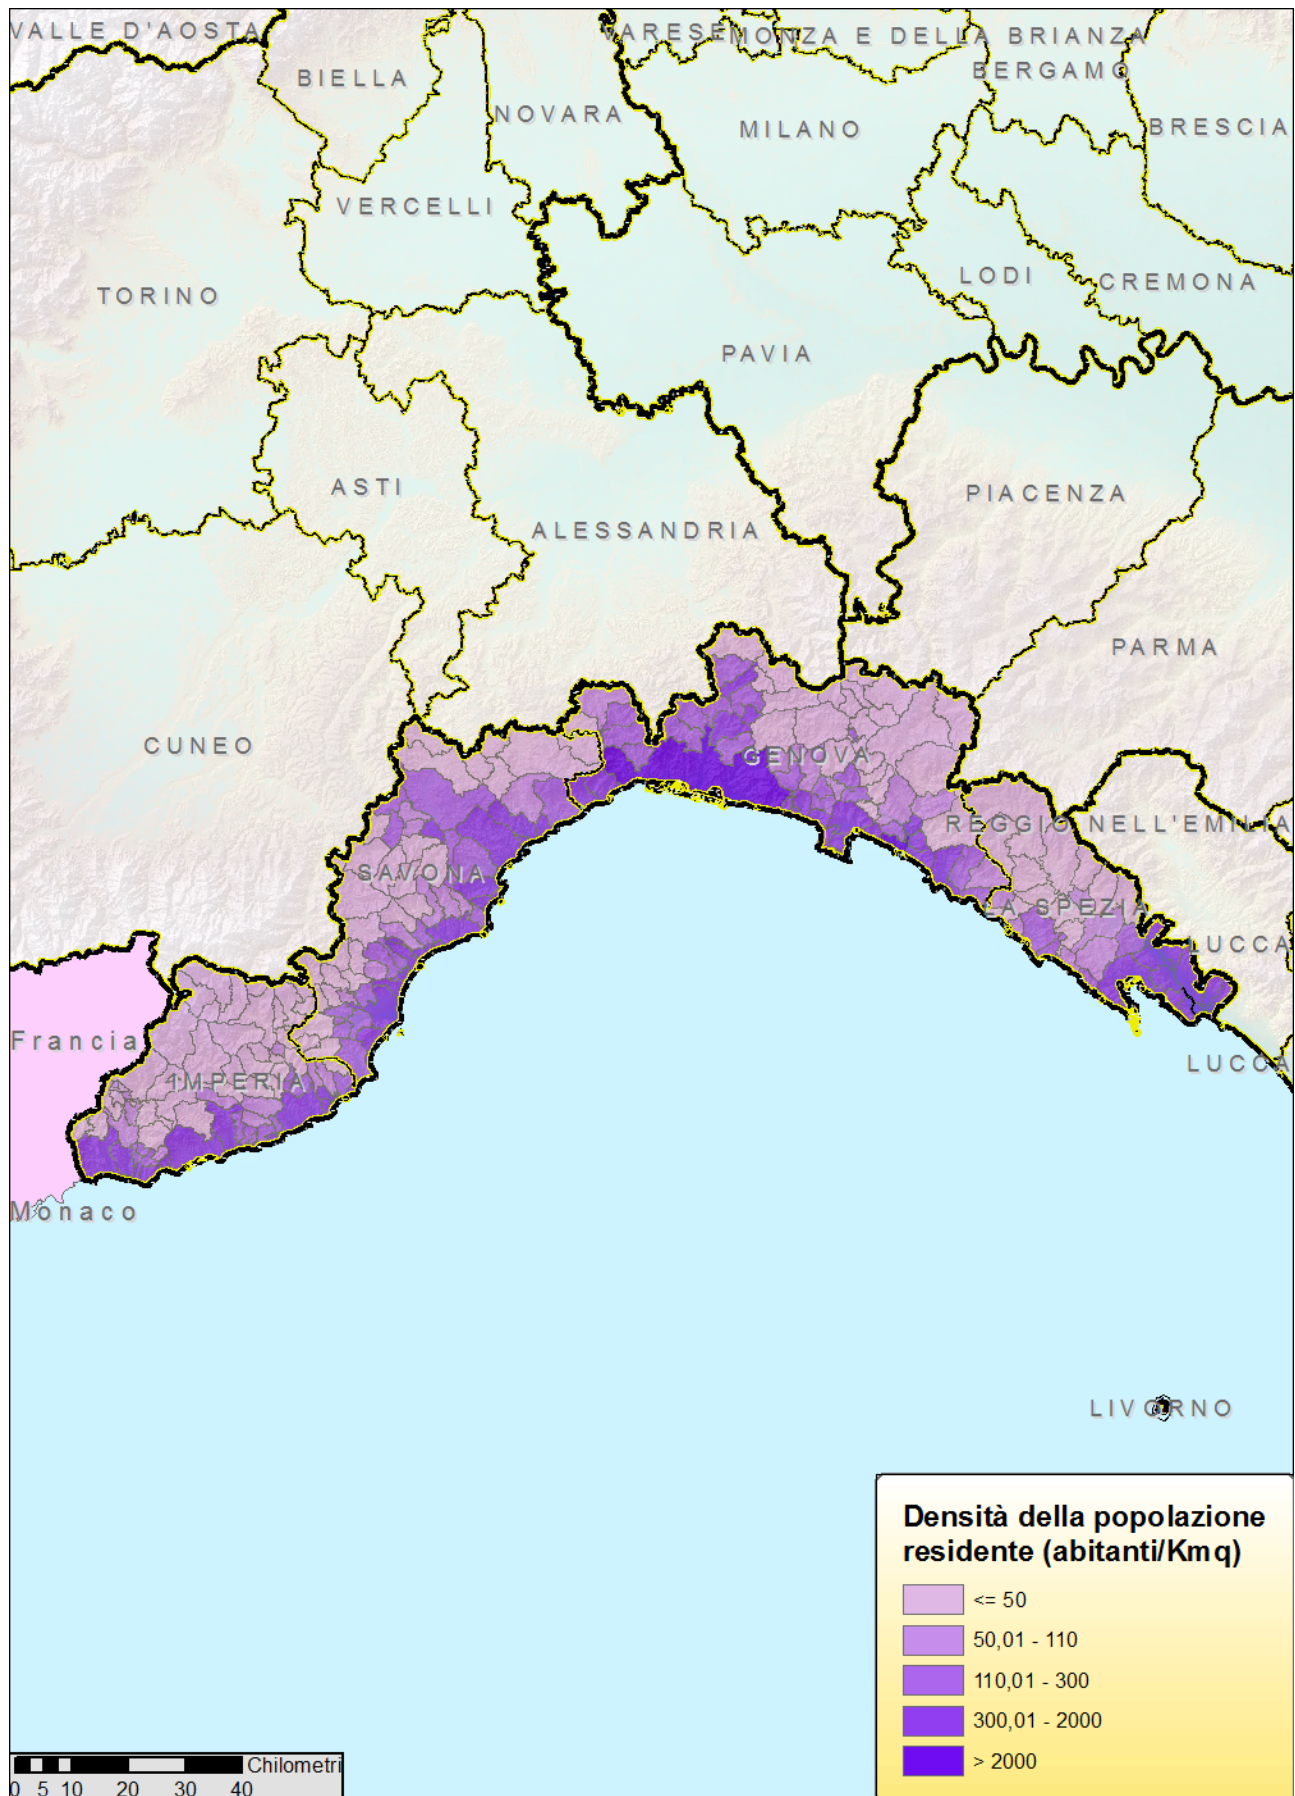 VALLE D'AOSTA
VARESE
MONZA E DELLA BRIANZA
BIELLA
BERGAMO
NOVARA
MILANO
BRESCIA
VERCELLI
TORINO
LODI
CREMONA
PAVIA
ASTI
PIACENZA
ALESSANDRIA
PARMA
CUNEO
GENOVA
REGGIO NELL'EMILIA
SAVONA
LA SPEZIA
LUCCA
Francia
LUCCA
IMPERIA
Monaco
LIVORNO
Densità della popolazione
residente (abitanti/Kmq)
<= 50
50,01 - 110
110,01 - 300
300,01 - 2000
> 2000
Chilometri
0 5 10 20 30 40